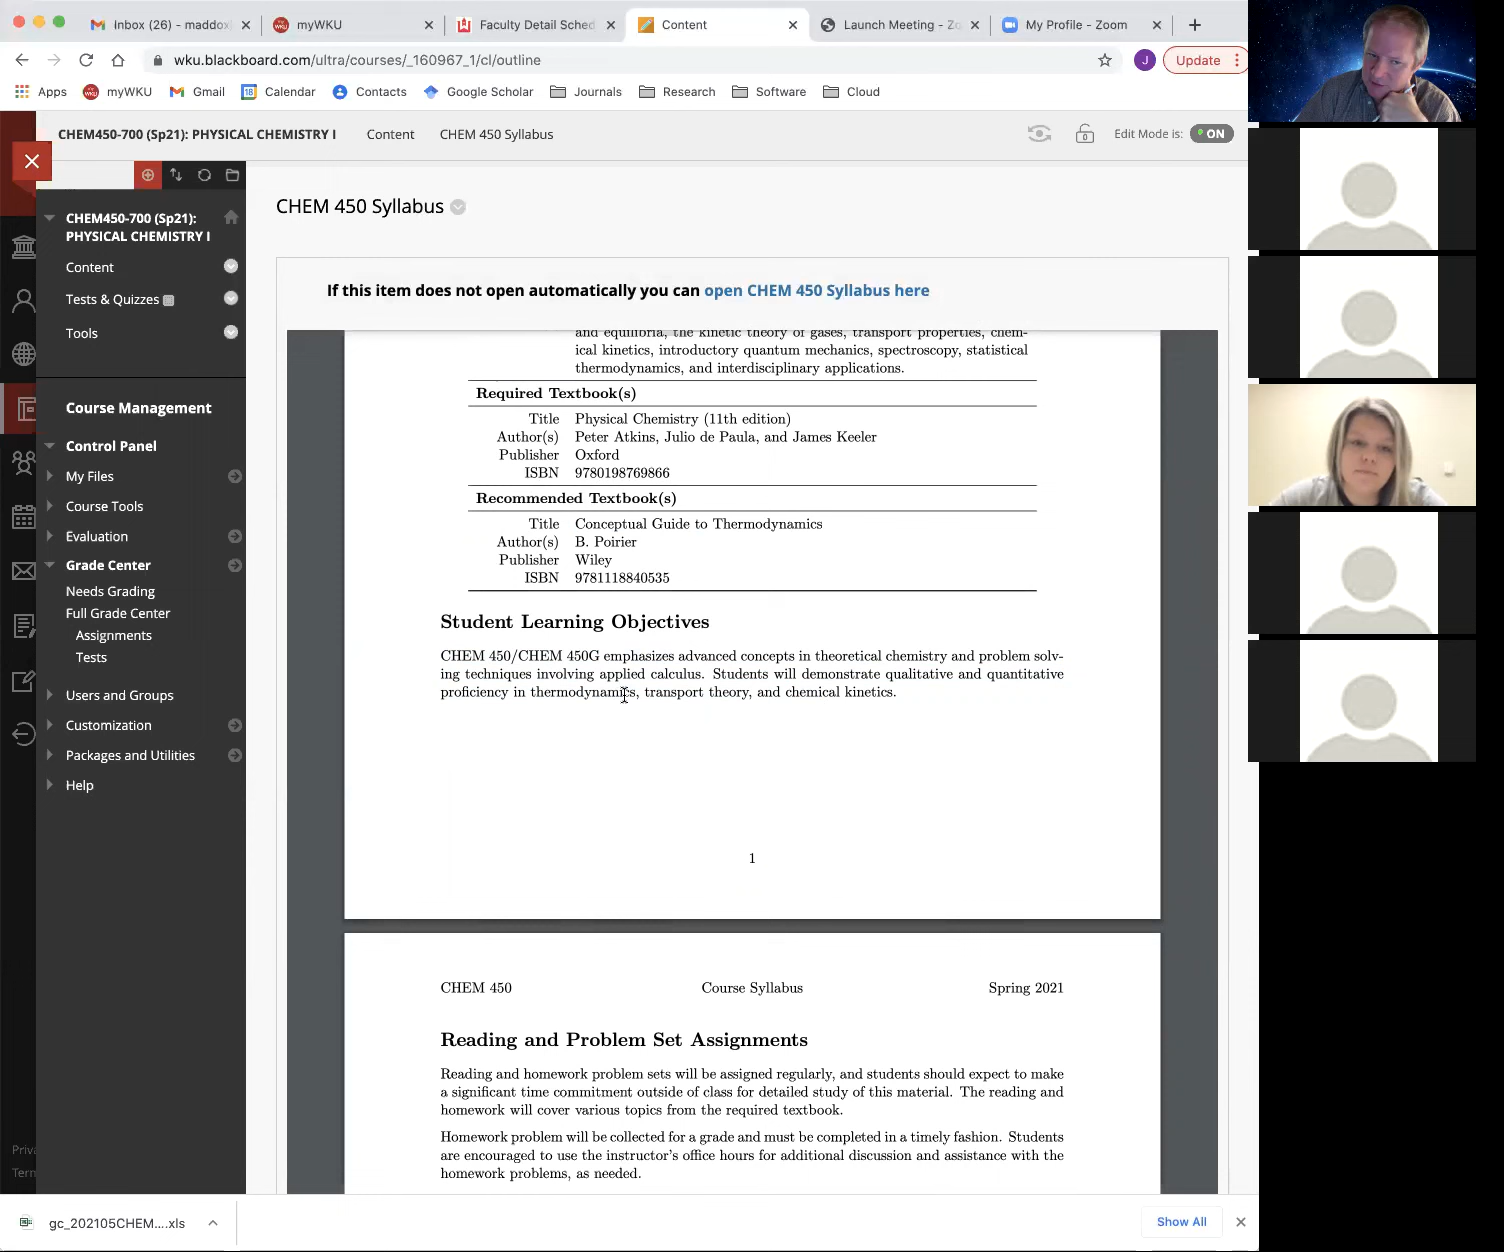 Inbox (26) - maddox
myWKU
Faculty Detail Sched
Content
Launch Meeting - Zo
My Profile - Zoom
wku.blackboard.com/ultra/courses/_160967_1/cl/outline
J
Update
Apps
myWKU
Gmail
18
Calendar
Contacts
Google Scholar
Journals
Research
Software
Cloud
CHEM450-700 (Sp21): PHYSICAL CHEMISTRY I
Content
CHEM 450 Syllabus
Edit Mode is:
ON
CHEM450-700 (Sp21):
PHYSICAL CHEMISTRY I
Content
Tests & Quizzes
Tools
Course Management
Control Panel
My Files
Course Tools
Evaluation
Grade Center
Needs Grading
Full Grade Center
Assignments
Tests
Users and Groups
Customization
Packages and Utilities
Help
Priva
Term
CHEM 450 Syllabus
If this item does not open automatically you can open CHEM 450 Syllabus here
and equilibria, the kinetic theory of gases, transport properties, chem-
ical kinetics, introductory quantum mechanics, spectroscopy, statistical
thermodynamics, and interdisciplinary applications.
Required Textbook(s)
Title Physical Chemistry (11th edition)
Author(s) Peter Atkins, Julio de Paula, and James Keeler
Publisher Oxford
ISBN 9780198769866
Recommended Textbook(s)
Title Conceptual Guide to Thermodynamics
Author(s) B. Poirier
Publisher Wiley
ISBN 9781118840535
Student Learning Objectives
CHEM 450/CHEM 450G emphasizes advanced concepts in theoretical chemistry and problem solv-
ing techniques involving applied calculus. Students will demonstrate qualitative and quantitative
proficiency in thermodynamics, transport theory, and chemical kinetics.
1
CHEM 450 Course Syllabus Spring 2021
Reading and Problem Set Assignments
Reading and homework problem sets will be assigned regularly, and students should expect to make
a significant time commitment outside of class for detailed study of this material. The reading and
homework will cover various topics from the required textbook.
Homework problem will be collected for a grade and must be completed in a timely fashion. Students
are encouraged to use the instructor's office hours for additional discussion and assistance with the
homework problems, as needed.
gc_202105CHEM....xls
Show All